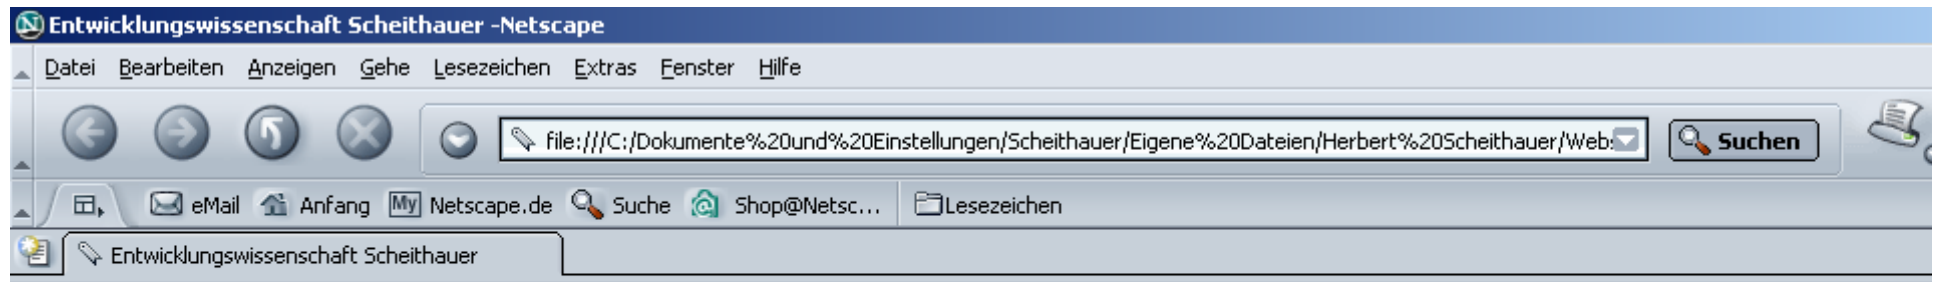 Entwicklungswissenschaft Scheithauer -Netscape
Datei Bearbeiten Anzeigen Gehe Lesezeichen Extras Fenster Hilfe
file:///C:/Dokumente%20und%20Einstellungen/Scheithauer/Eigene%20Dateien/Herbert%20Scheithauer/Webs Suchen
eMail Anfang My Netscape.de Suche Shop@Netsc... Lesezeichen
Entwicklungswissenschaft Scheithauer